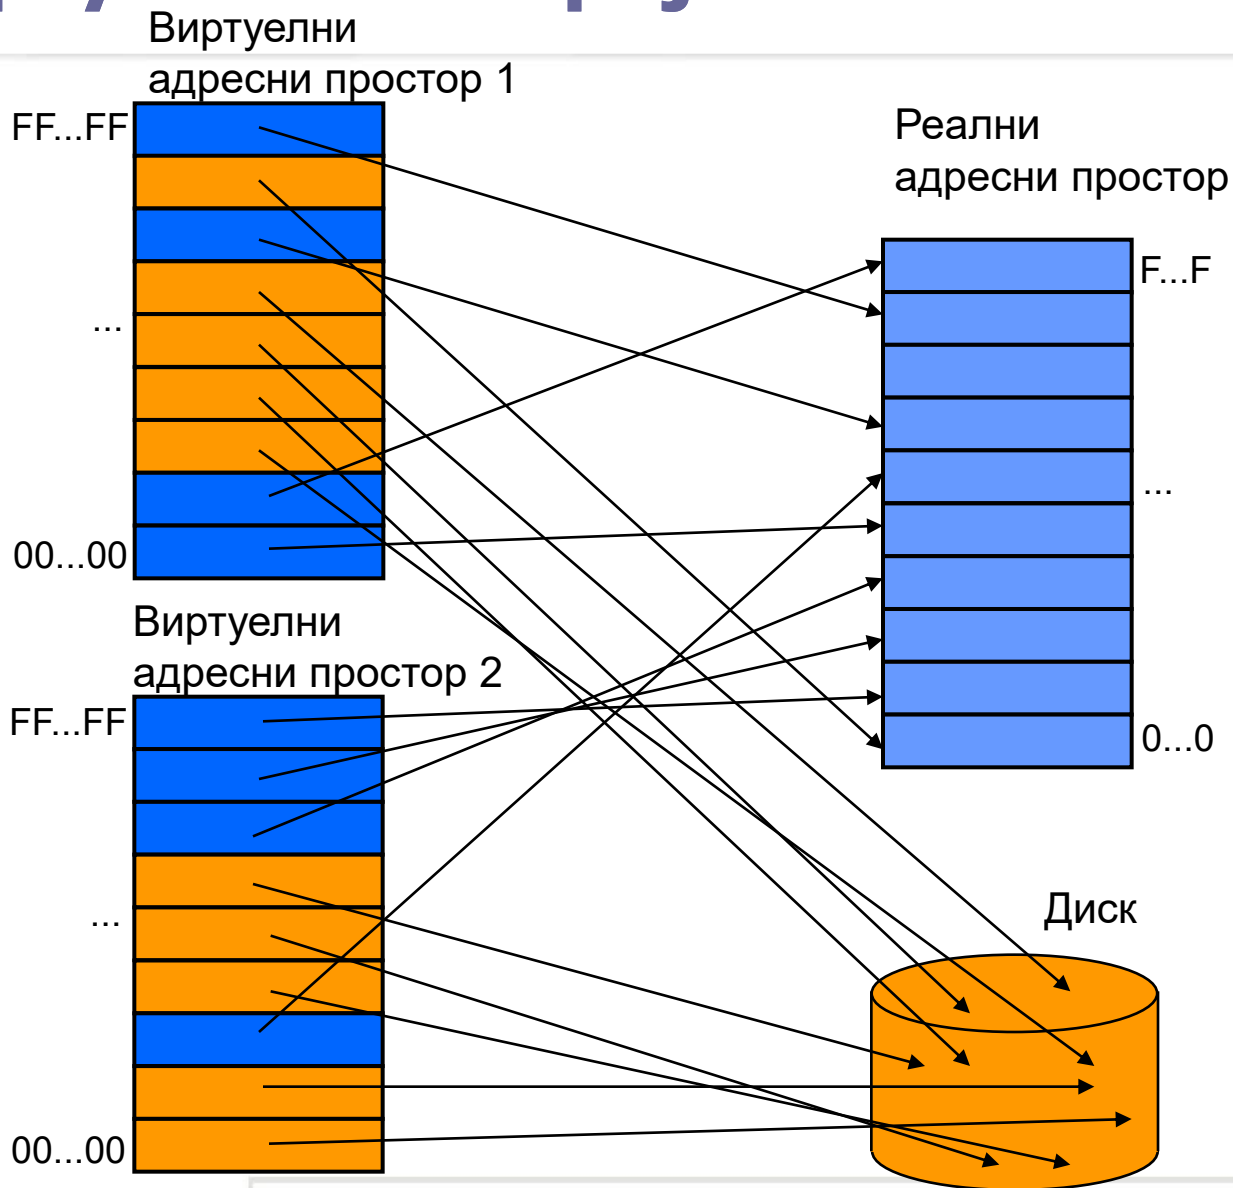 Виртуелни
адресни простор 1
FF...FF
...
00...00
Реални
адресни простор
F...F
...
0...0
Виртуелни
адресни простор 2
FF...FF
...
00...00
Диск